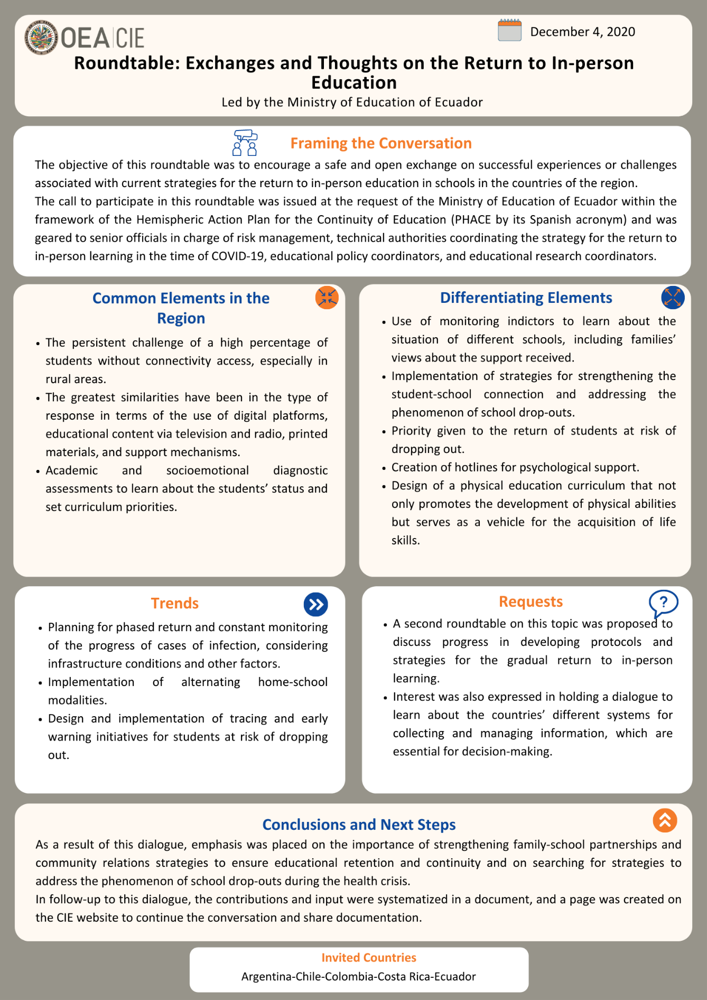 OEA|CIE
December 4, 2020
Roundtable: Exchanges and Thoughts on the Return to In-person
Education
Led by the Ministry of Education of Ecuador
Framing the Conversation
The objective of this roundtable was to encourage a safe and open exchange on successful experiences or challenges
associated with current strategies for the return to in-person education in schools in the countries of the region.
The call to participate in this roundtable was issued at the request of the Ministry of Education of Ecuador within the
framework of the Hemispheric Action Plan for the Continuity of Education (PHACE by its Spanish acronym) and was
geared to senior officials in charge of risk management, technical authorities coordinating the strategy for the return to
in-person learning in the time of COVID-19, educational policy coordinators, and educational research coordinators.
Common Elements in the
Region
• The persistent challenge of a high percentage of
students without connectivity access, especially in
rural areas.
• The greatest similarities have been in the type of
response in terms of the use of digital platforms,
educational content via television and radio, printed
materials, and support mechanisms.
• Academic and socioemotional diagnostic
assessments to learn about the students’ status and
set curriculum priorities.
Differentiating Elements
• Use of monitoring indictors to learn about the
situation of different schools, including families’
views about the support received.
• Implementation of strategies for strengthening the
student-school connection and addressing the
phenomenon of school drop-outs.
• Priority given to the return of students at risk of
dropping out.
• Creation of hotlines for psychological support.
• Design of a physical education curriculum that not
only promotes the development of physical abilities
but serves as a vehicle for the acquisition of life
skills.
Trends
• Planning for phased return and constant monitoring
of the progress of cases of infection, considering
infrastructure conditions and other factors.
• Implementation of alternating home-school
modalities.
• Design and implementation of tracing and early
warning initiatives for students at risk of dropping
out.
Requests
?
• A second roundtable on this topic was proposed to
discuss progress in developing protocols and
strategies for the gradual return to in-person
learning.
• Interest was also expressed in holding a dialogue to
learn about the countries’ different systems for
collecting and managing information, which are
essential for decision-making.
Conclusions and Next Steps
As a result of this dialogue, emphasis was placed on the importance of strengthening family-school partnerships and
community relations strategies to ensure educational retention and continuity and on searching for strategies to
address the phenomenon of school drop-outs during the health crisis.
In follow-up to this dialogue, the contributions and input were systematized in a document, and a page was created on
the CIE website to continue the conversation and share documentation.
Invited Countries
Argentina-Chile-Colombia-Costa Rica-Ecuador